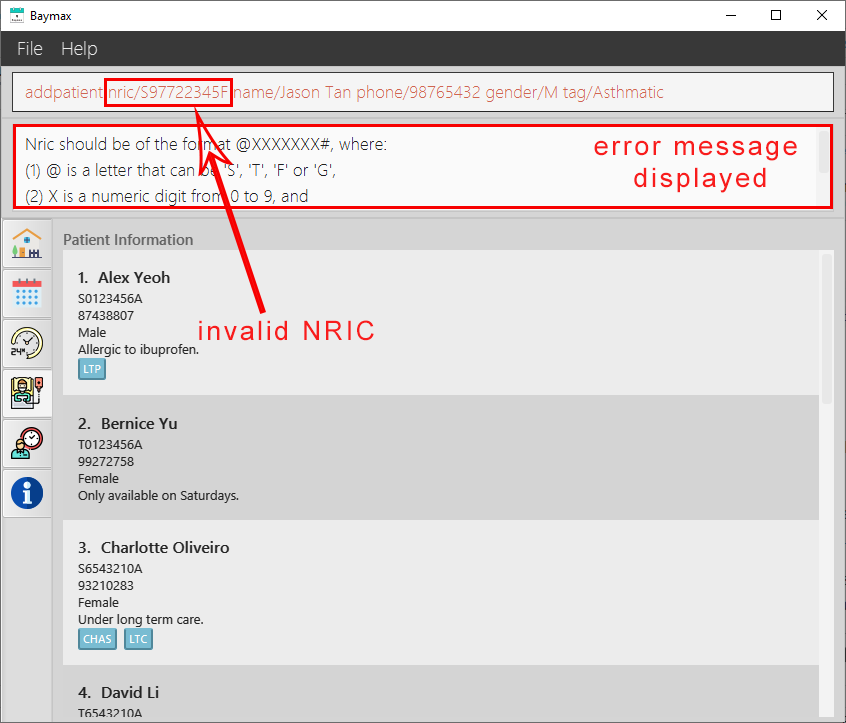 Baymax
File Help
addpatient nric/S97722345F name/Jason Tan phone/98765432 gender/M tag/Asthmatic
Nric should be of the format @XXXXXXX#, where:
(1) @ is a letter that can be 'S', 'T', 'F' or 'G',
(2) X is a numeric digit from 0 to 9, and
error message
displayed
Patient Information
1. Alex Yeoh
S0123456A
87438807
Male
Allergic to ibuprofen.
LTP
invalid NRIC
2. Bernice Yu
T0123456A
99272758
Female
Only available on Saturdays.
3. Charlotte Oliveiro
S6543210A
93210283
Female
Under long term care.
CHAS LTC
4. David Li
T6543210A
24